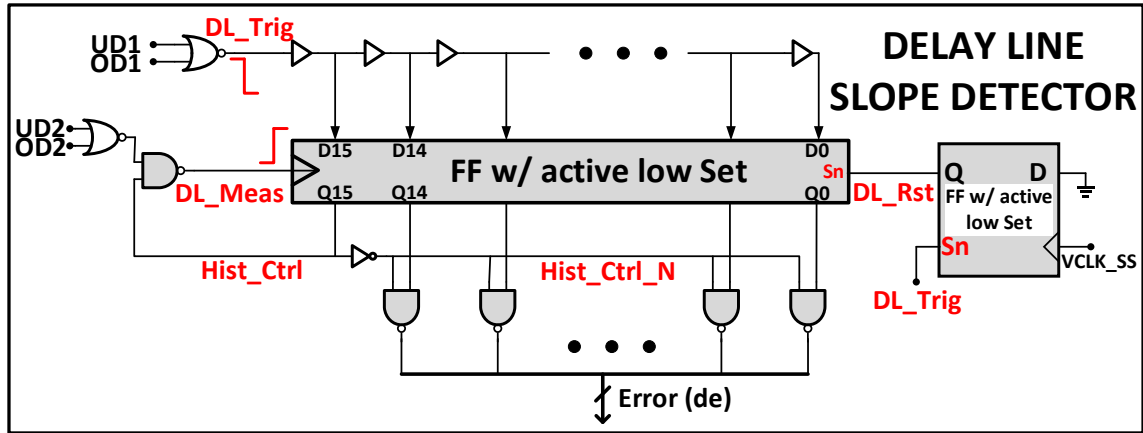 DELAY LINE
SLOPE DETECTOR
DL_Trig
UD1
OD1
UD2
OD2
DL_Meas
D15 D14 D0
FF w/ active low Set
Sn
Q15 Q14 Q0
DL_Rst
Q D
FF w/ active
low Set
Sn
VCLK_SS
DL_Trig
Hist_Ctrl
Hist_Ctrl_N
Error (de)